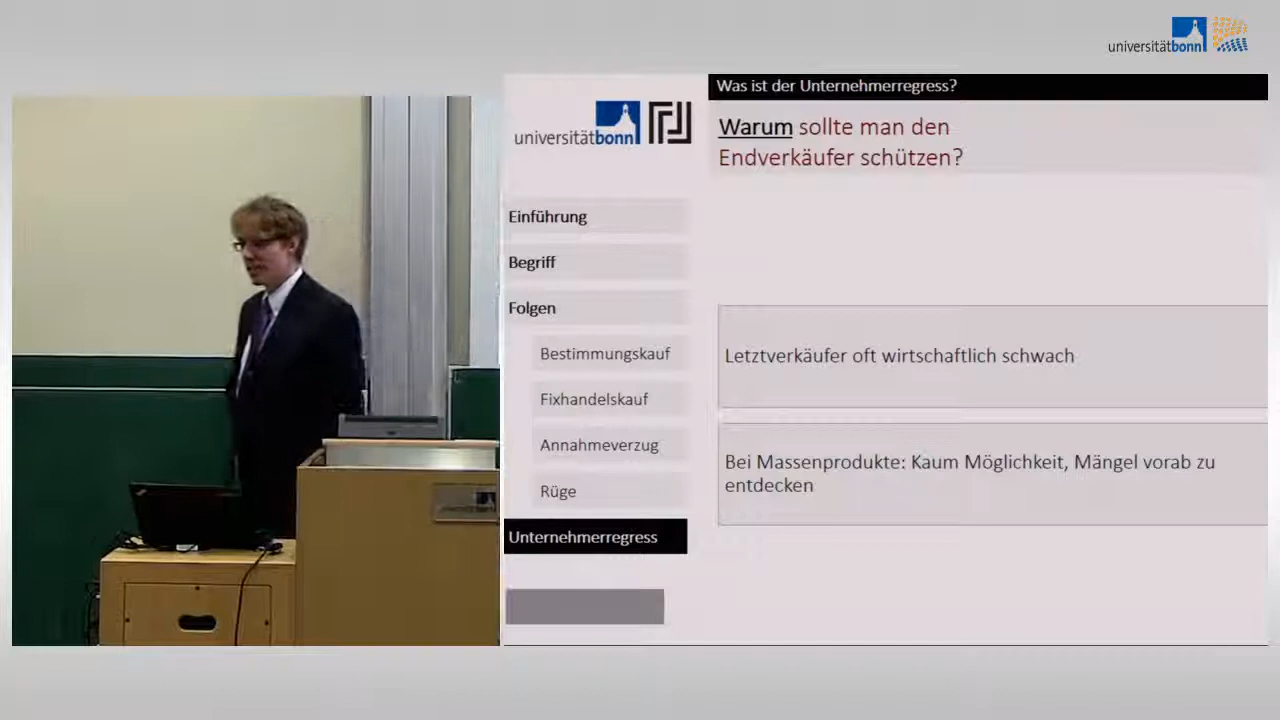 universitätbonn
Was ist der Unternehmerregress?
universitätbonn
Warum sollte man den
Endverkäufer schützen?
Einführung
Begriff
Folgen
Bestimmungskauf
Fixhandelskauf
Annahmeverzug
Rüge
Unternehmerregress
Letztverkäufer oft wirtschaftlich schwach
Bei Massenprodukte: Kaum Möglichkeit, Mängel vorab zu
entdecken